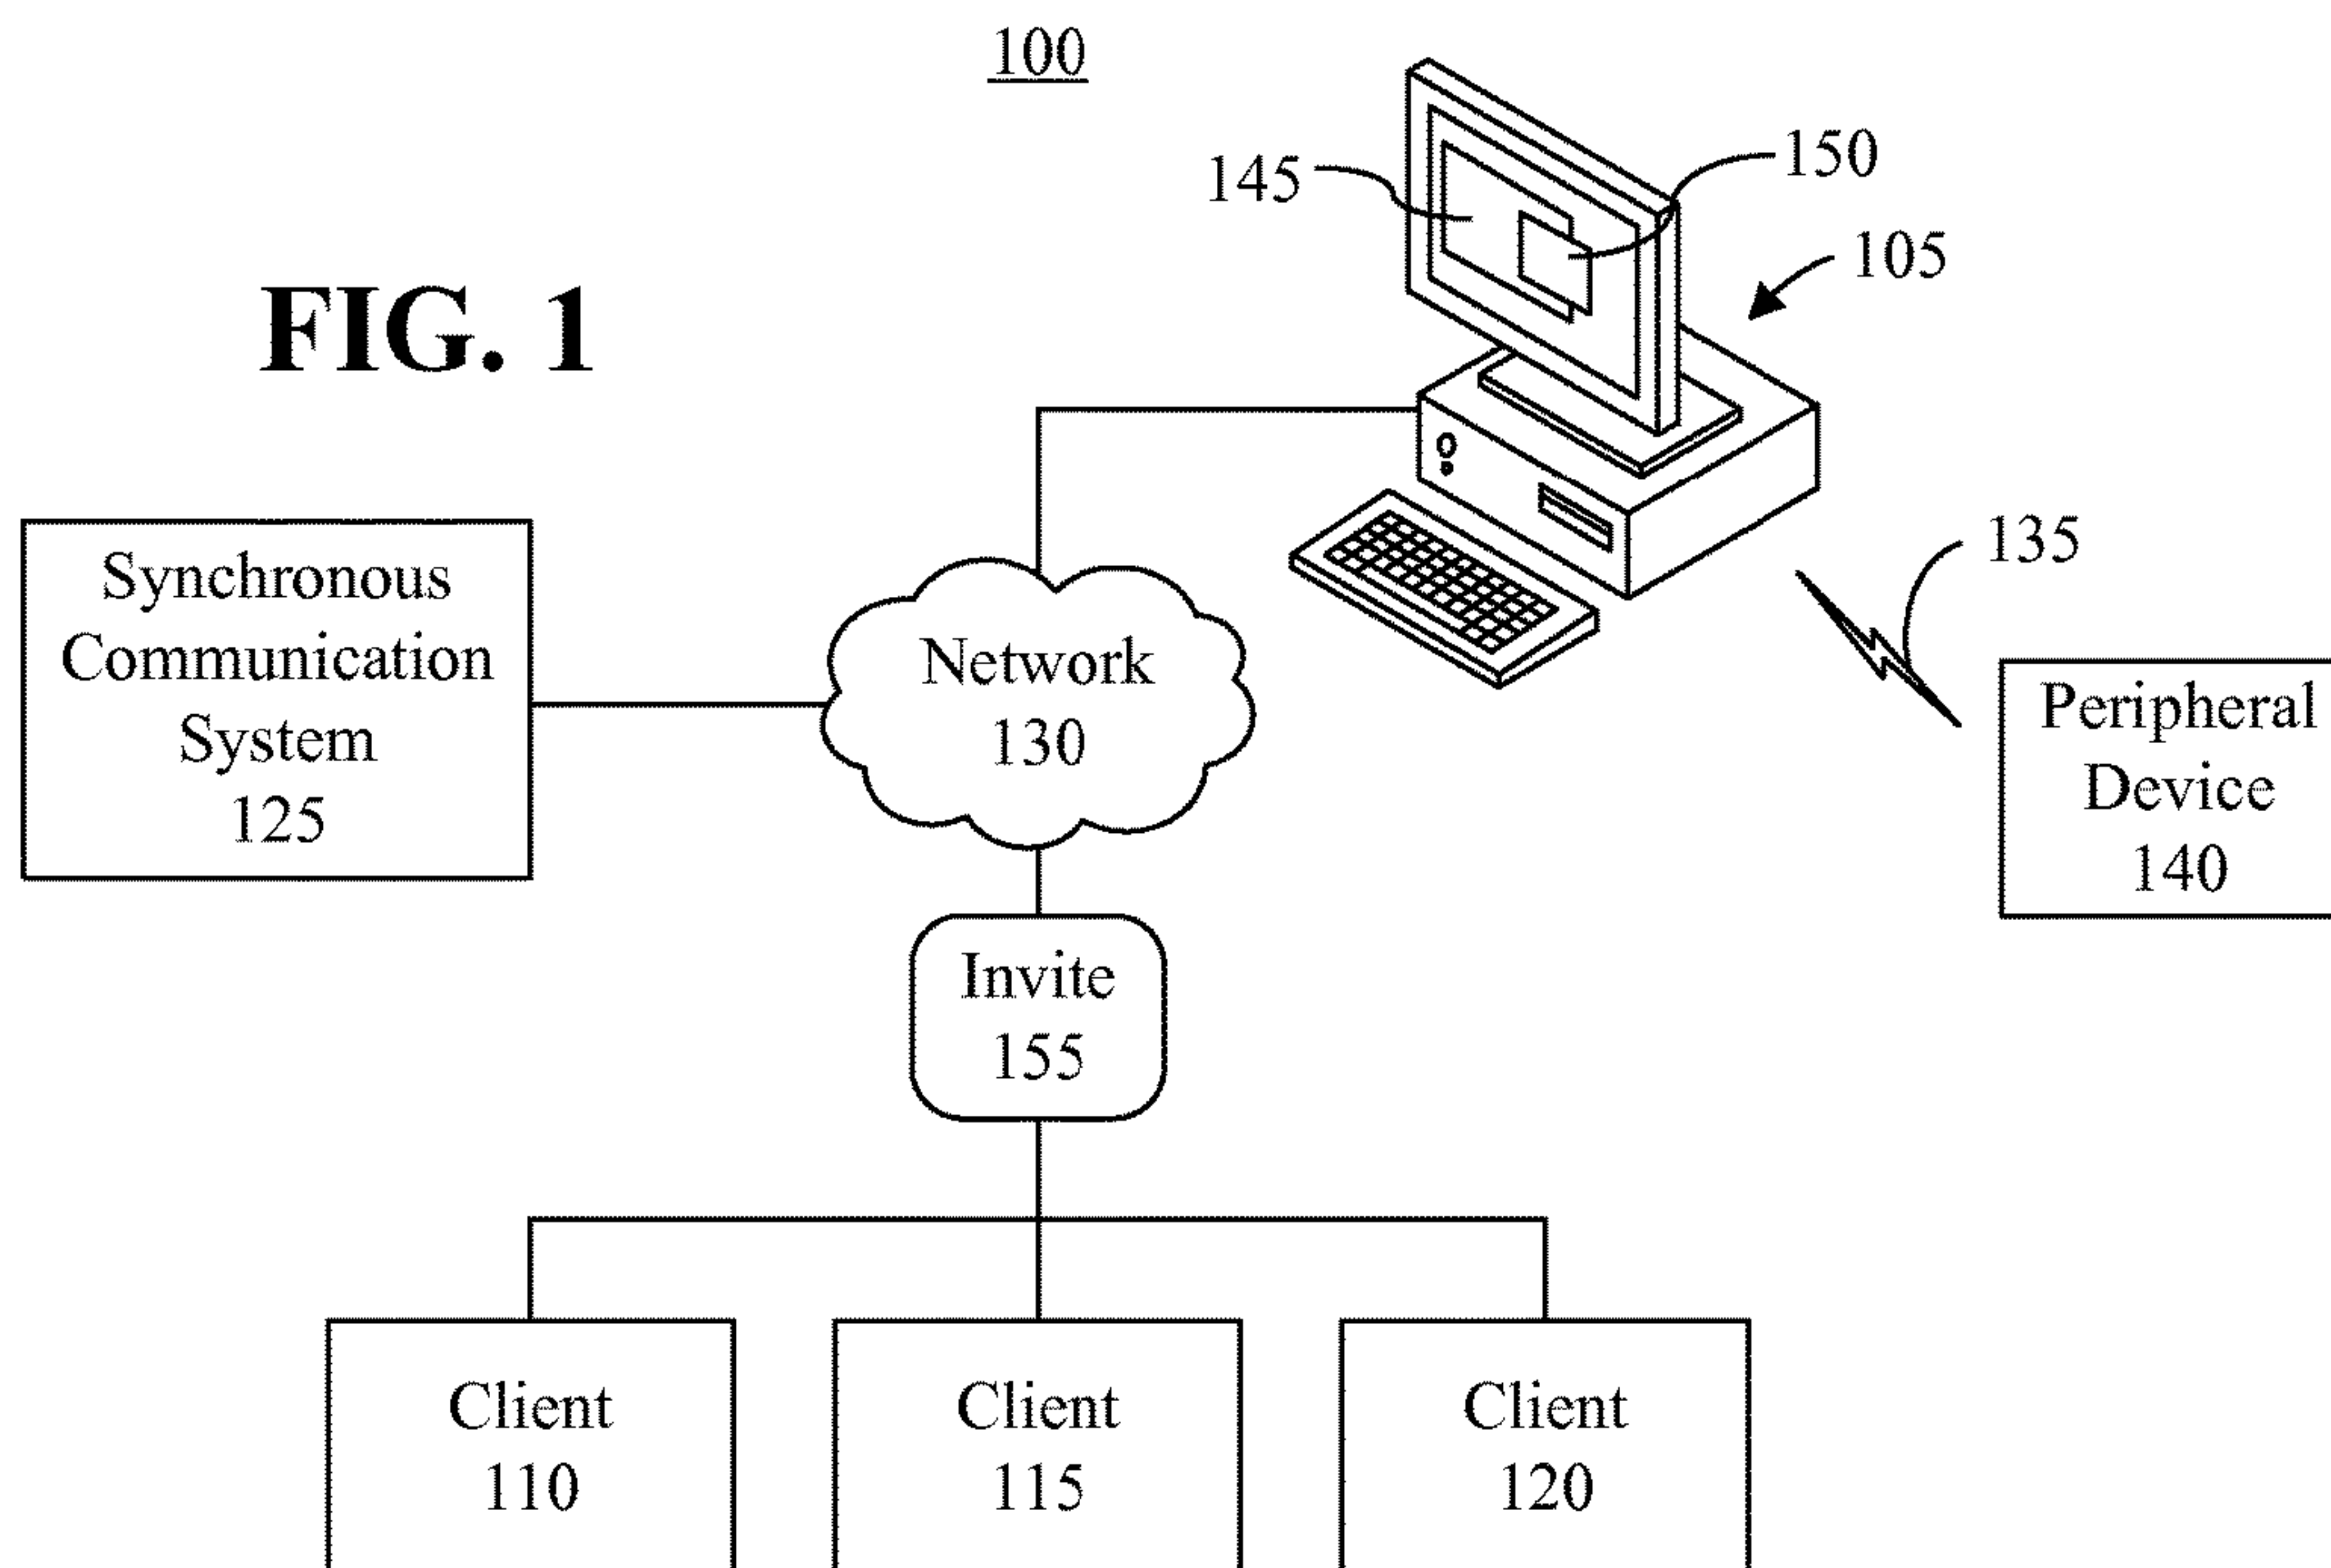 100
145
150
105
FIG. 1
135
Synchronous
Communication
System
125
Network
130
Peripheral
Device
140
Invite
155
Client
110
Client
115
Client
120